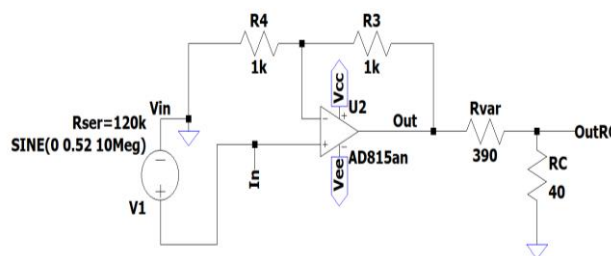 R4
R3
1k
1k
Vcc
U2
Rser=120k
Vin
SINE(0 0.52 10Meg)
V1
In
Vee
AD815an
Out
Rvar
390
OutRC
RC
40